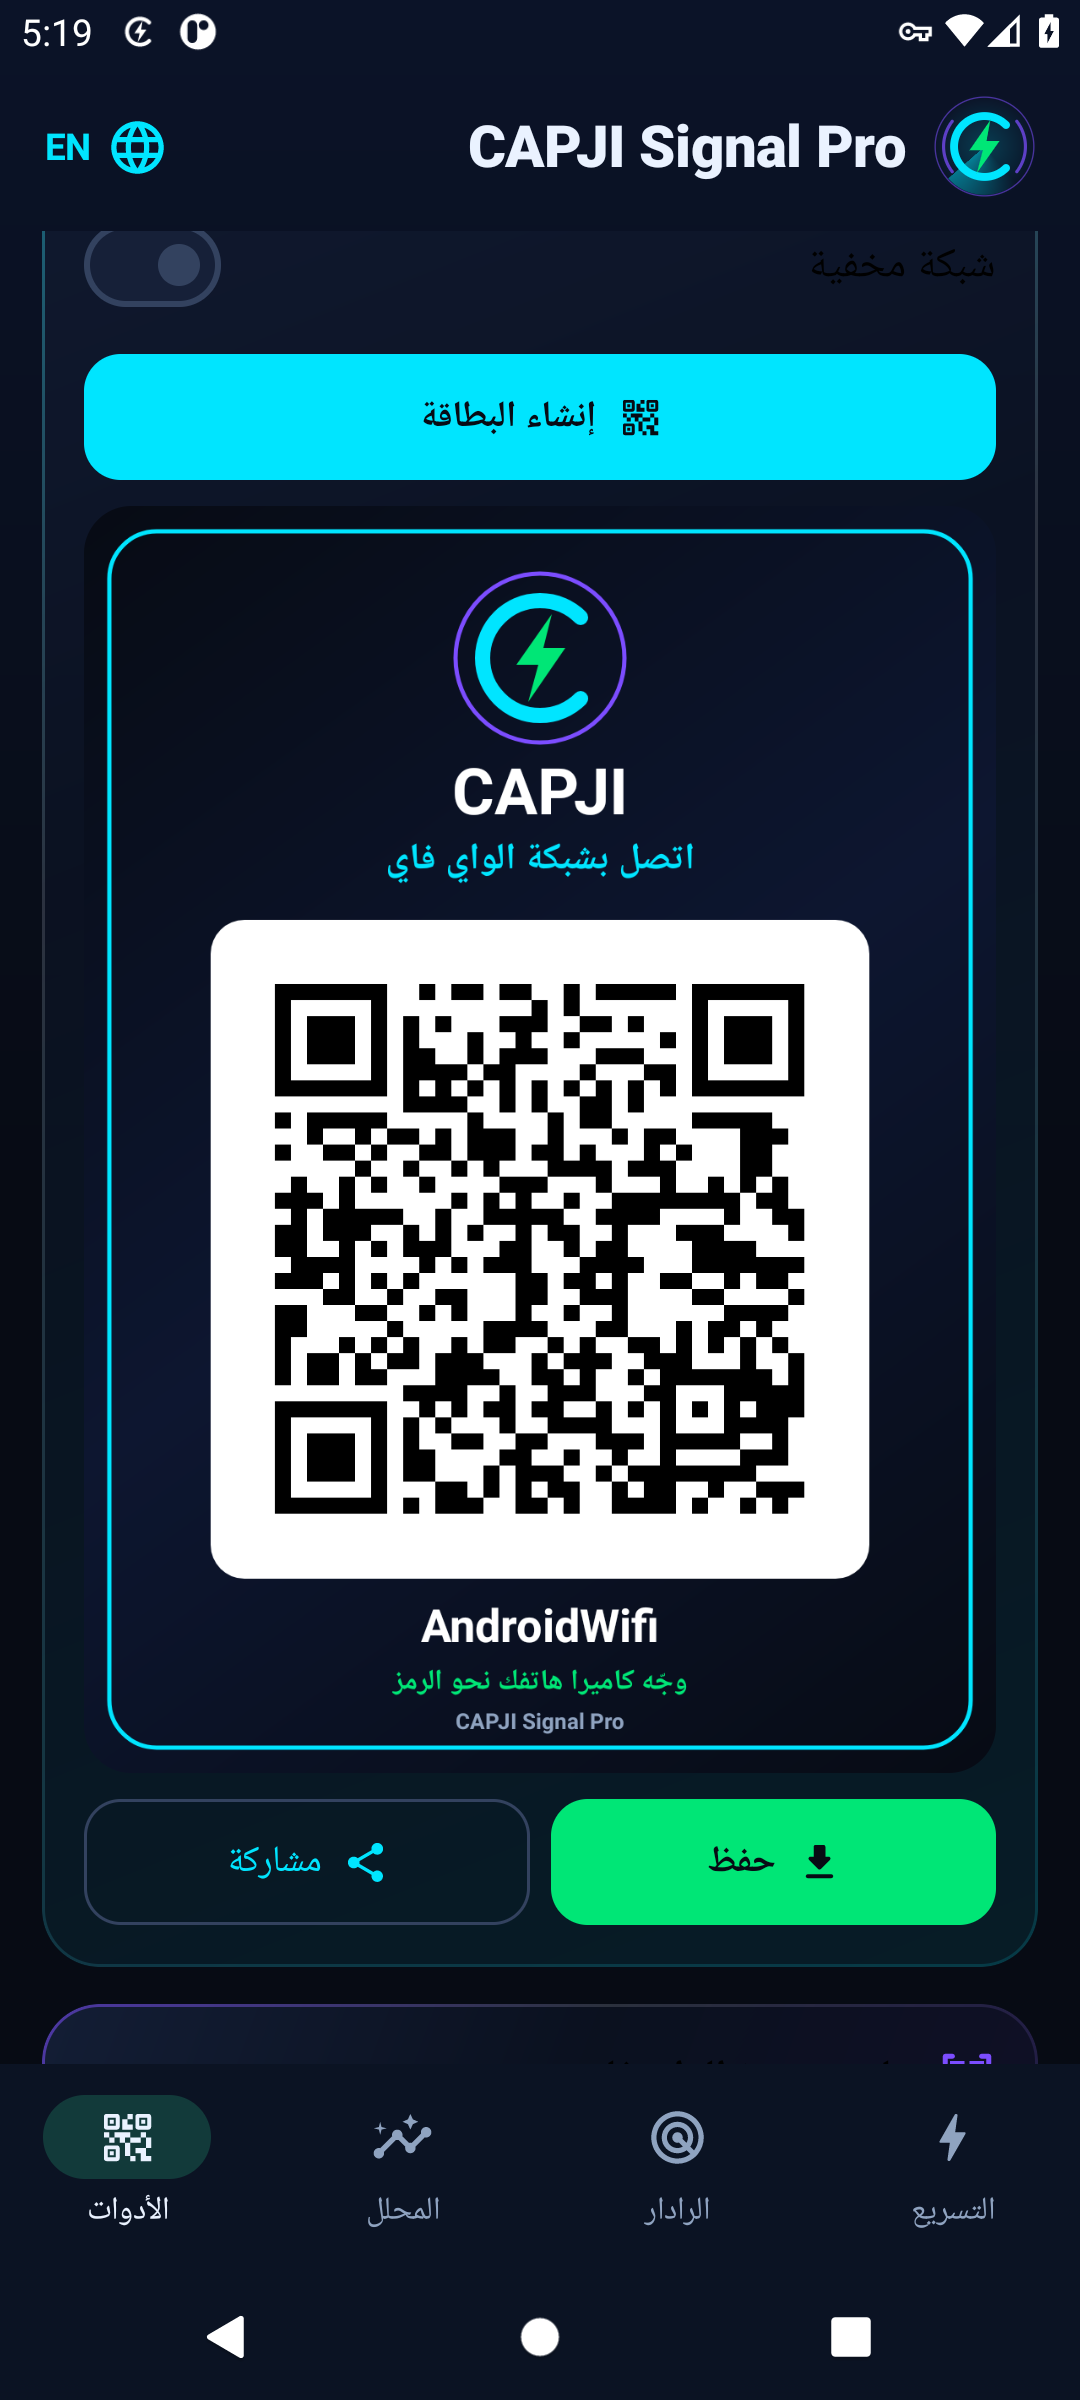 5:19
CAPJI Signal Pro
EN
شبكة مخفية
إنشاء البطاقة
CAPJI
اتصل بشبكة الواي فاي
AndroidWifi
وجّه كاميرا هاتفك نحو الرمز
CAPJI Signal Pro
حفظ
مشاركة
التسريع
الرادار
المحلل
الأدوات